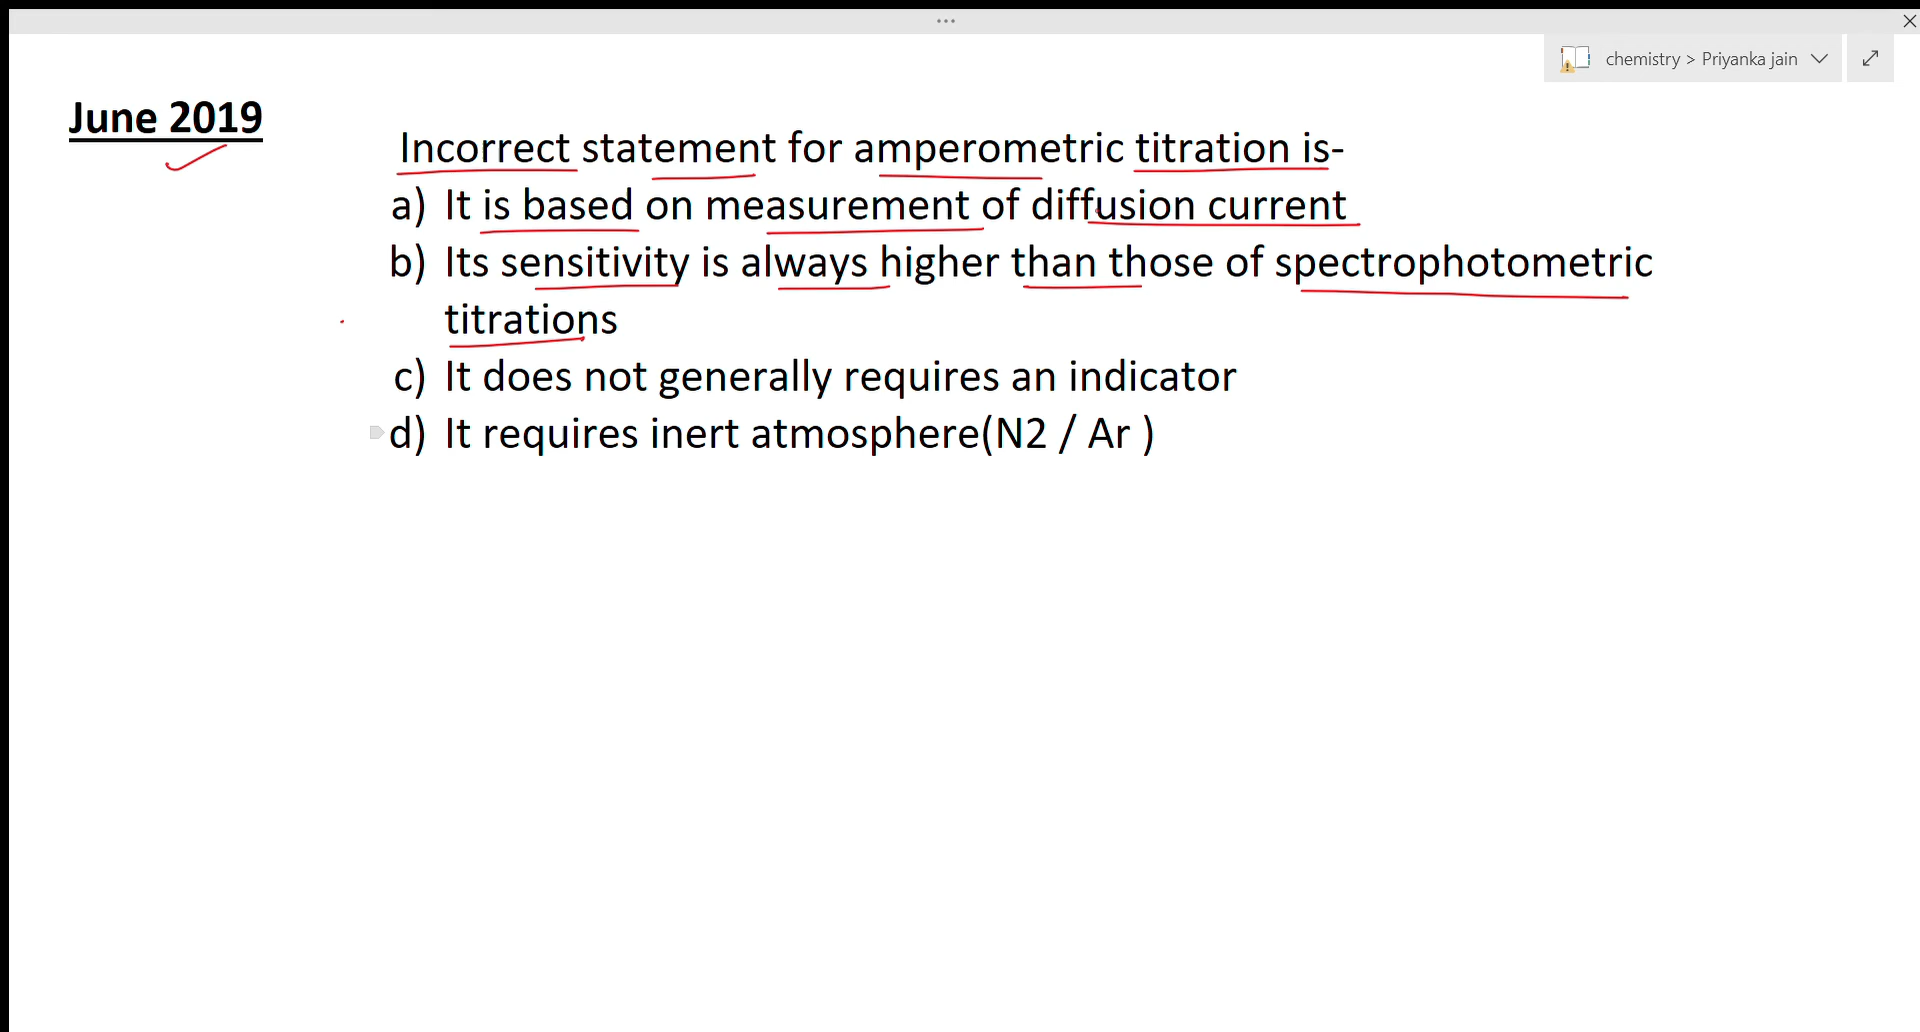 chemistry > Priyanka jain
June 2019
Incorrect statement for amperometric titration is-
a) It is based on measurement of diffusion current
b) Its sensitivity is always higher than those of spectrophotometric
titrations
c) It does not generally requires an indicator
d) It requires inert atmosphere(N2 / Ar )